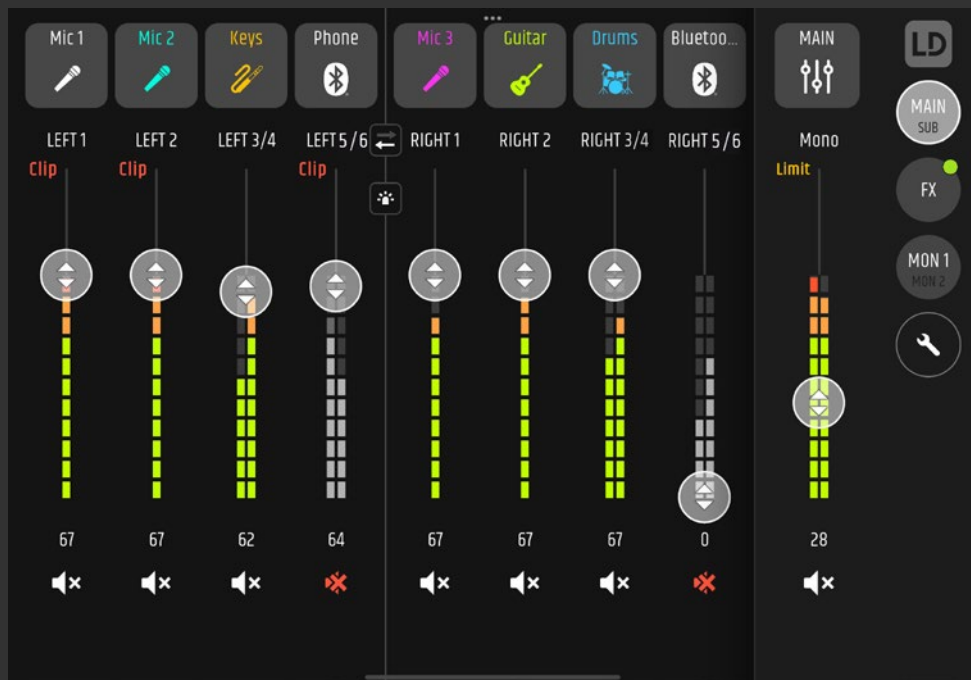 Mic 1 Mic 2 Keys Phone Mic 3 Guitar Drums Bluetoo... MAIN
LD
MAIN
SUB
LEFT 1 LEFT 2 LEFT 3/4 LEFT 5/6 RIGHT 1 RIGHT 2 RIGHT 3/4 RIGHT 5/6 Mono
Clip Clip Clip Limit
FX
MON 1
MON 2
67 67 62 64 67 67 67 0 28